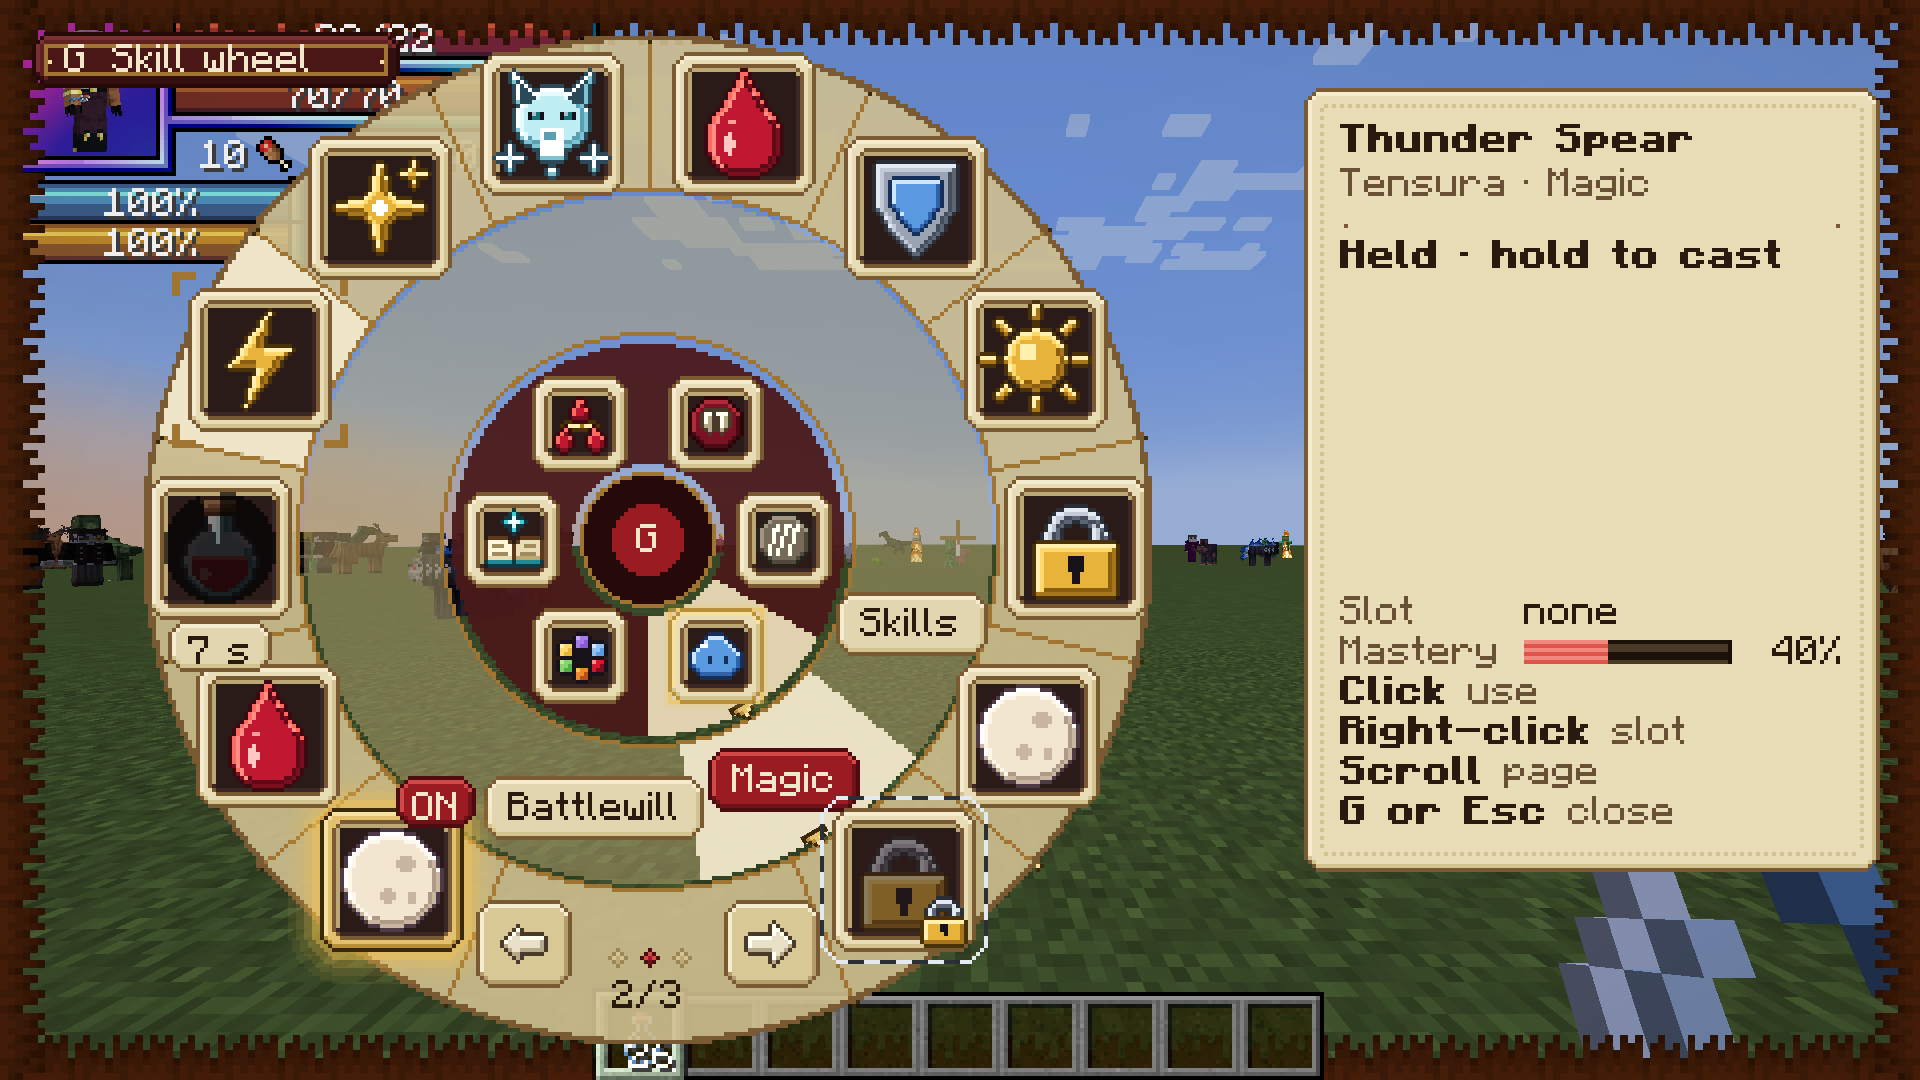 G Skill wheel
70/70
10
100%
100%
7 s
ON
Battlewill
Magic
Skills
G
2/3
Thunder Spear
Tensura · Magic
Held · hold to cast
Slot none
Mastery 40%
Click use
Right-click slot
Scroll page
G or Esc close